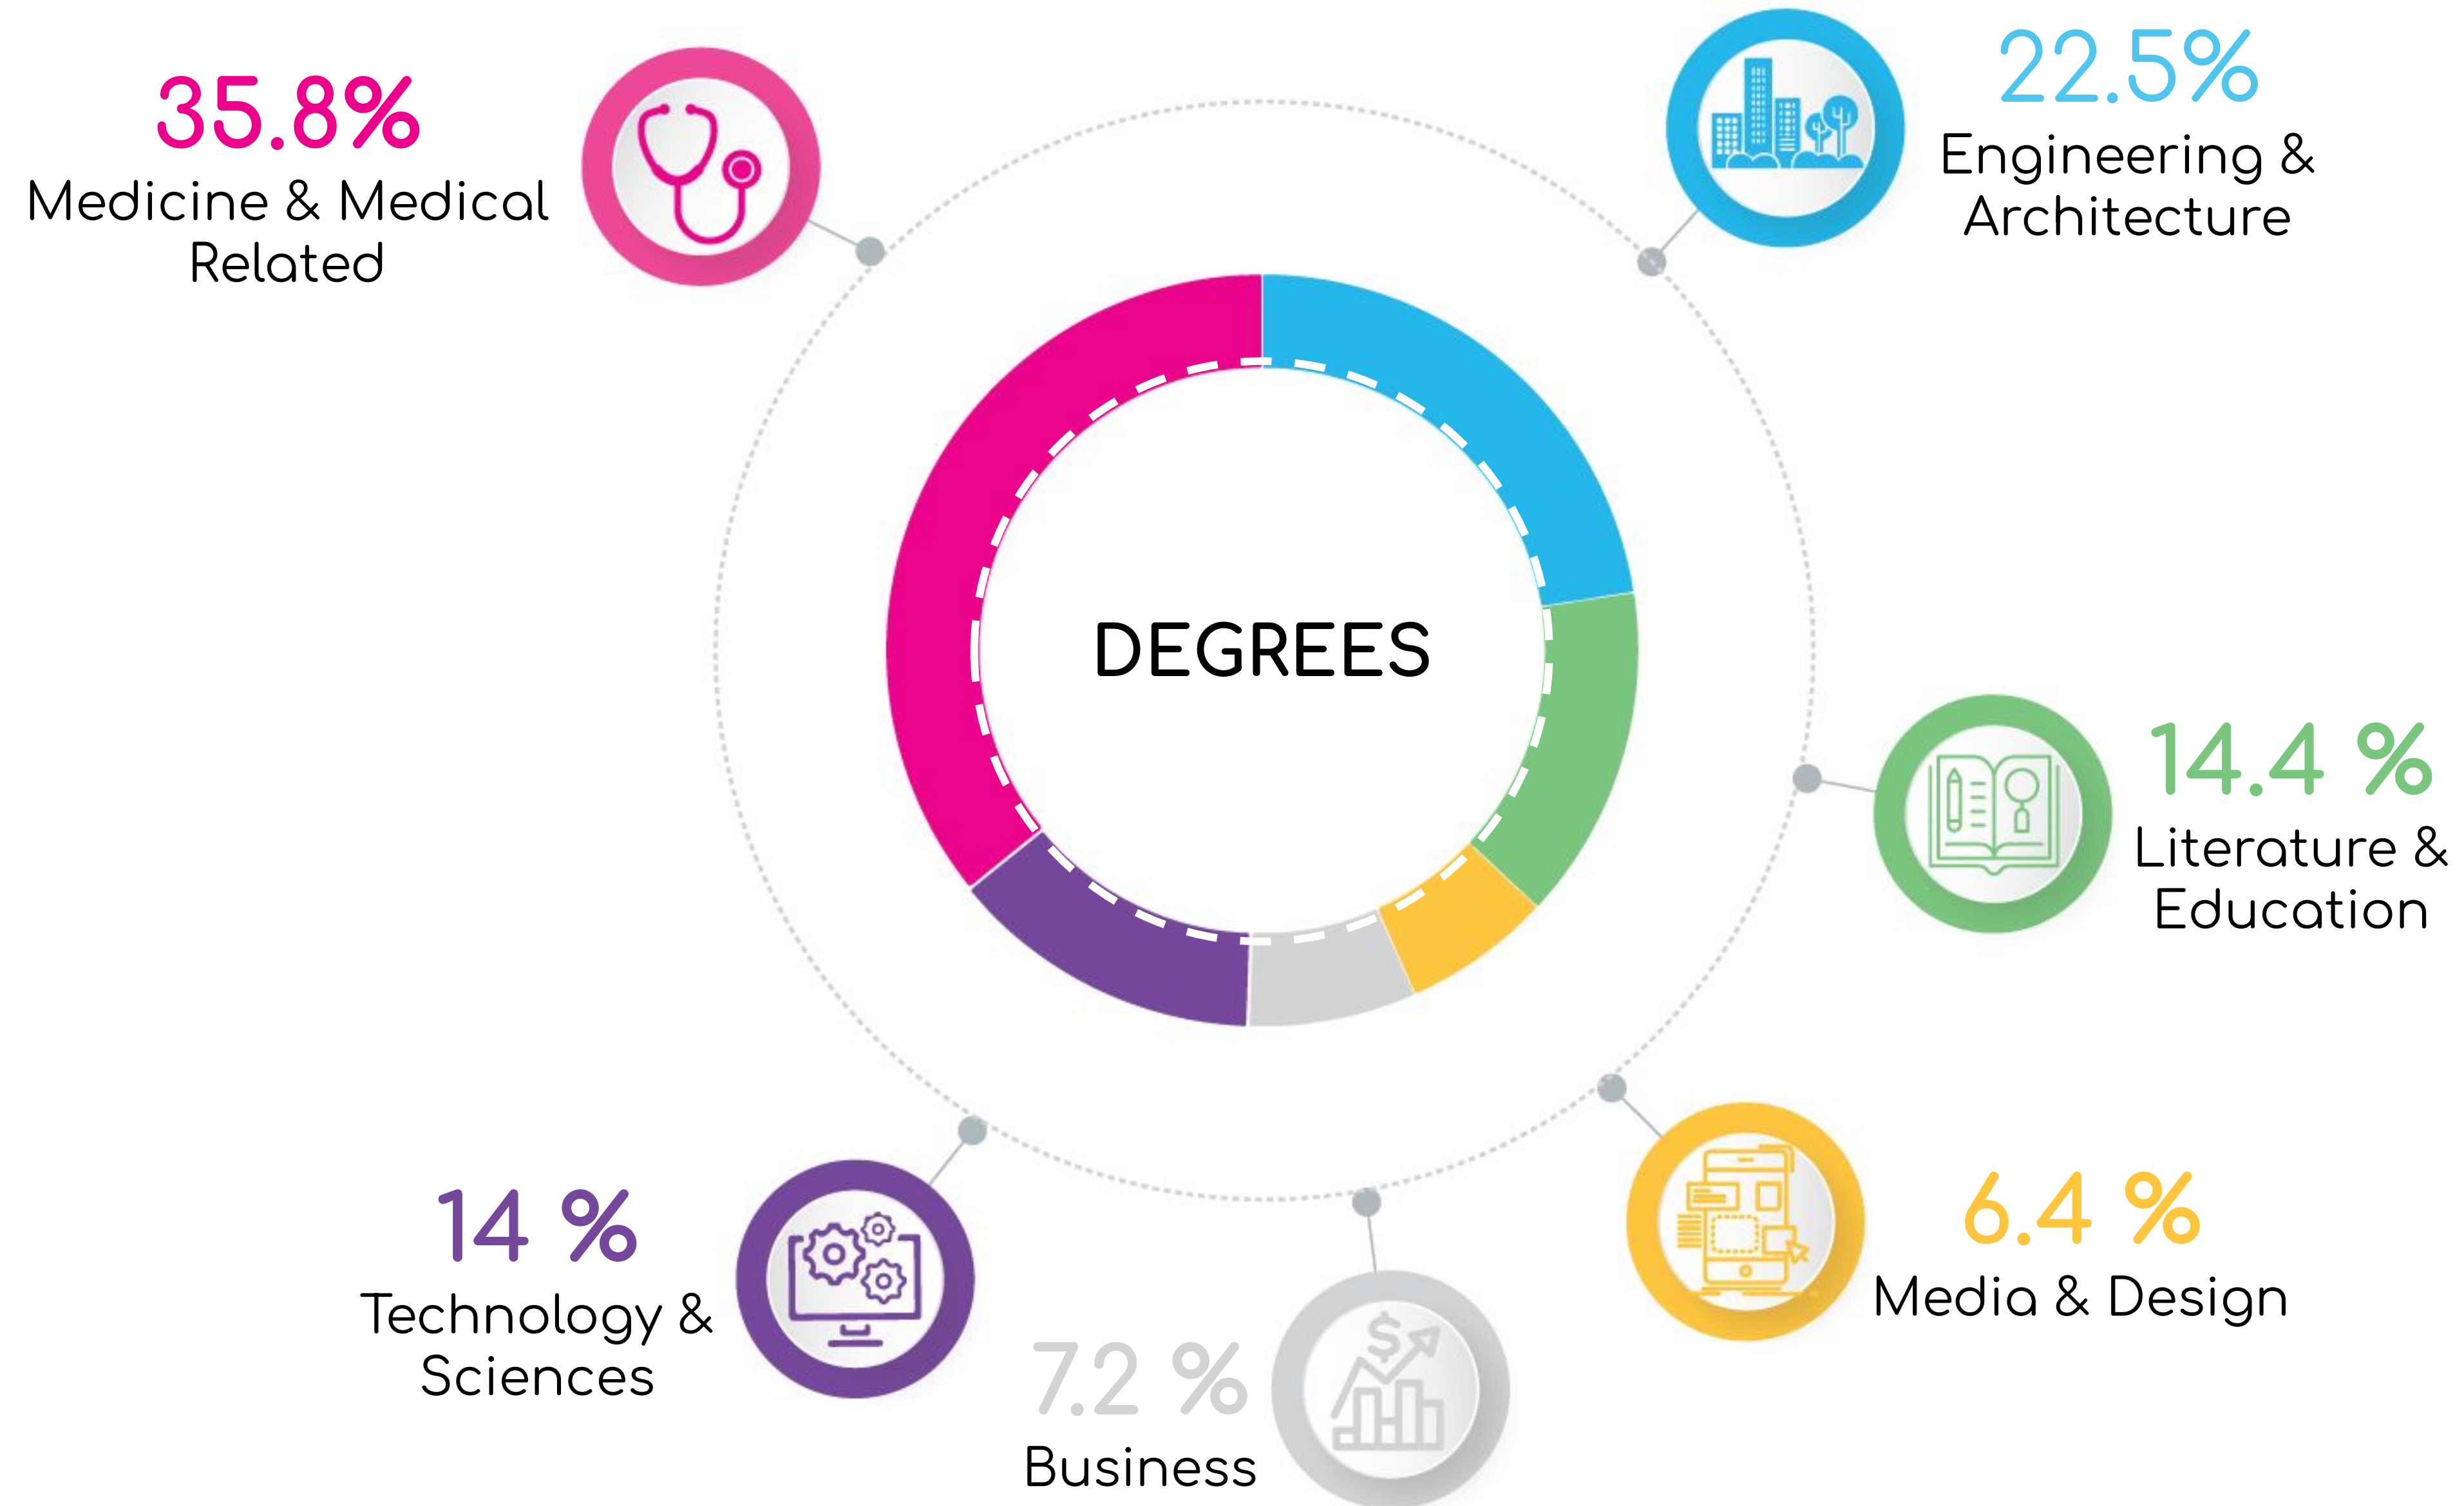 35.8%
Medicine & Medical
Related
22.5%
Engineering &
Architecture
DEGREES
14.4 %
Literature &
Education
6.4 %
Media & Design
14 %
Technology &
Sciences
7.2 %
Business
$